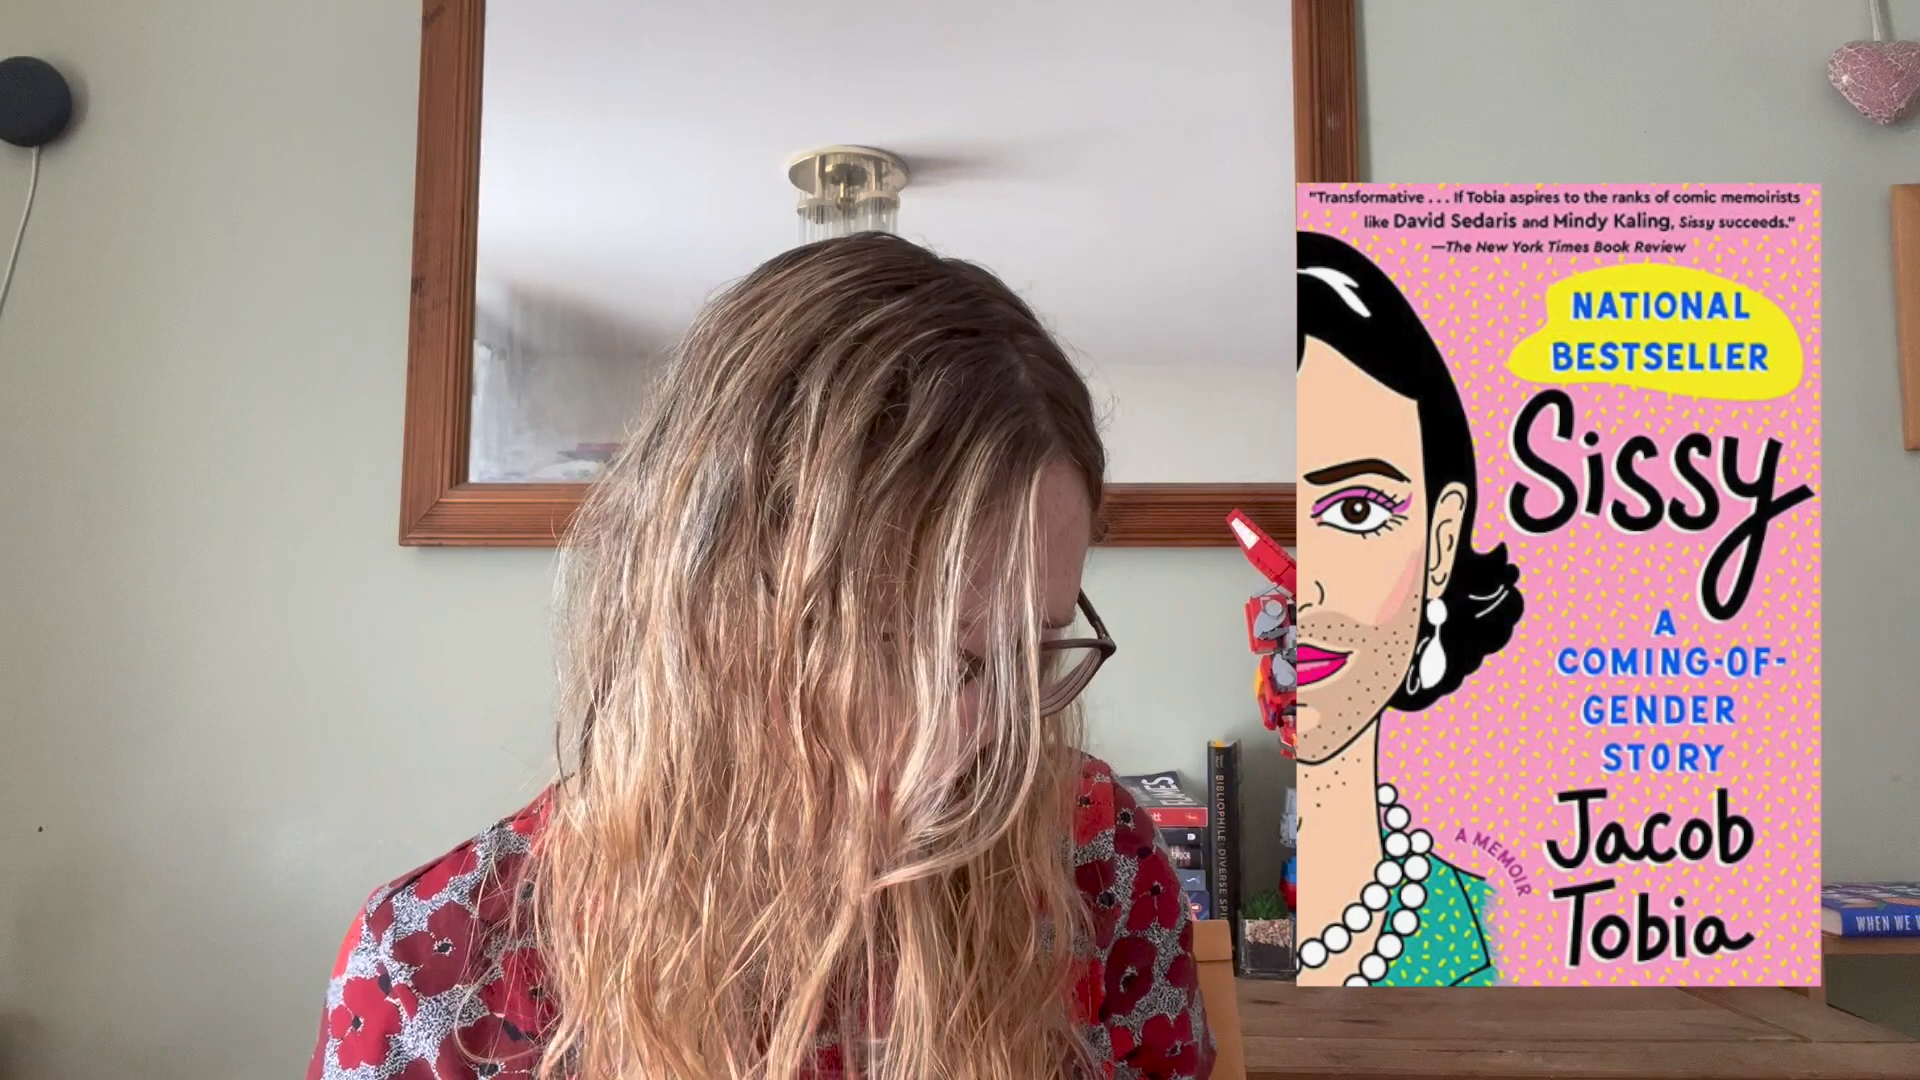 "Transformative . . . If Tobia aspires to the ranks of comic memoirists
like David Sedaris and Mindy Kaling, Sissy succeeds."
—The New York Times Book Review
NATIONAL
BESTSELLER
Sissy
A
COMING-OF-
GENDER
STORY
A MEMOIR
Jacob
Tobia
BIBLIOPHILE: DIVERSE
WHEN WE